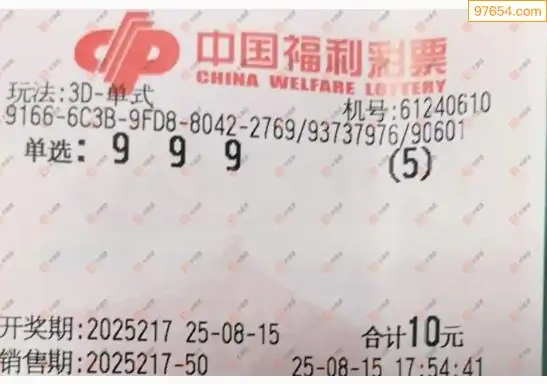 97654.com
中国福利彩票
CHINA WELFARE LOTTERY
玩法:3D-单式 机号:61240610
9166-6C3B-9FD8-8042-2769/93737976/90601
单选: 9 9 9 (5)
开奖期:2025217 25-08-15 合计10元
销售期:2025217-50 25-08-15 17:54:41